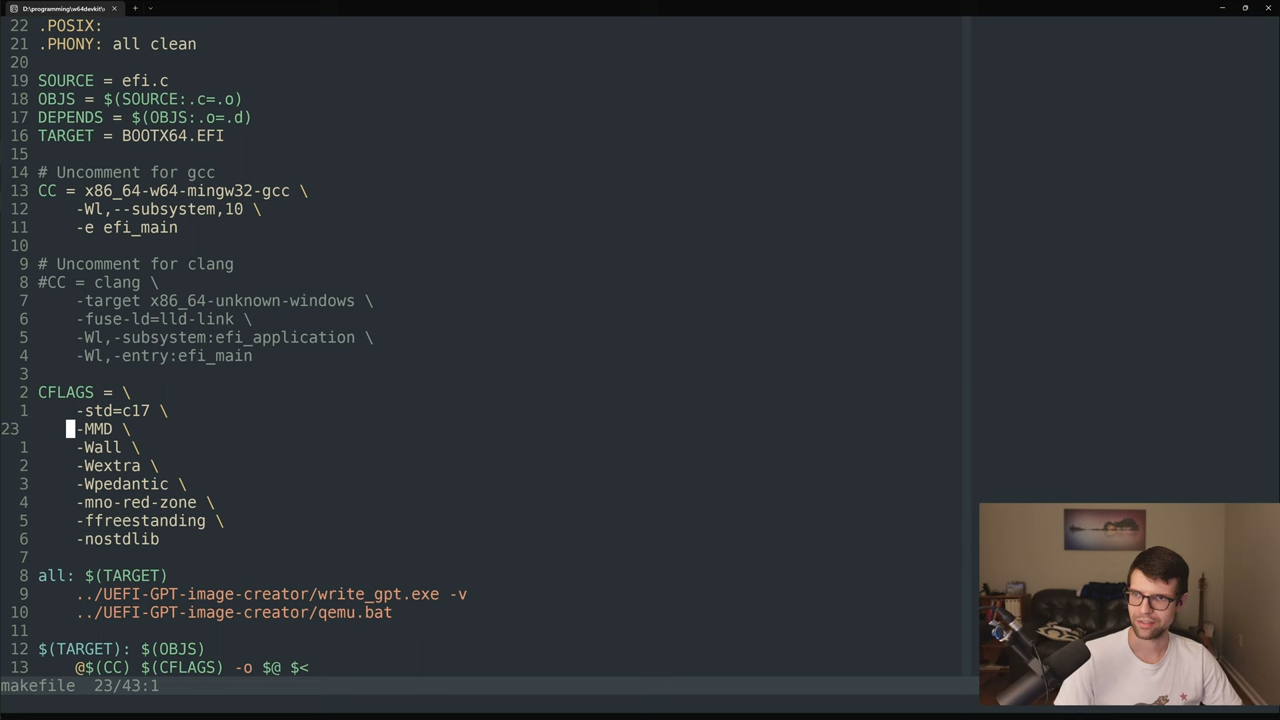 D:\programming\w64devkit\
22 .POSIX:
21 .PHONY: all clean
20
19 SOURCE = efi.c
18 OBJS = $(SOURCE:.c=.o)
17 DEPENDS = $(OBJS:.o=.d)
16 TARGET = BOOTX64.EFI
15
14 # Uncomment for gcc
13 CC = x86_64-w64-mingw32-gcc \
12 -Wl,--subsystem,10 \
11 -e efi_main
10
9 # Uncomment for clang
8 #CC = clang \
7 -target x86_64-unknown-windows \
6 -fuse-ld=lld-link \
5 -Wl,-subsystem:efi_application \
4 -Wl,-entry:efi_main
3
2 CFLAGS = \
1 -std=c17 \
23 -MMD \
1 -Wall \
2 -Wextra \
3 -Wpedantic \
4 -mno-red-zone \
5 -ffreestanding \
6 -nostdlib
7
8 all: $(TARGET)
9 ../UEFI-GPT-image-creator/write_gpt.exe -v
10 ../UEFI-GPT-image-creator/qemu.bat
11
12 $(TARGET): $(OBJS)
13 @$(CC) $(CFLAGS) -o $@ $<
makefile 23/43:1